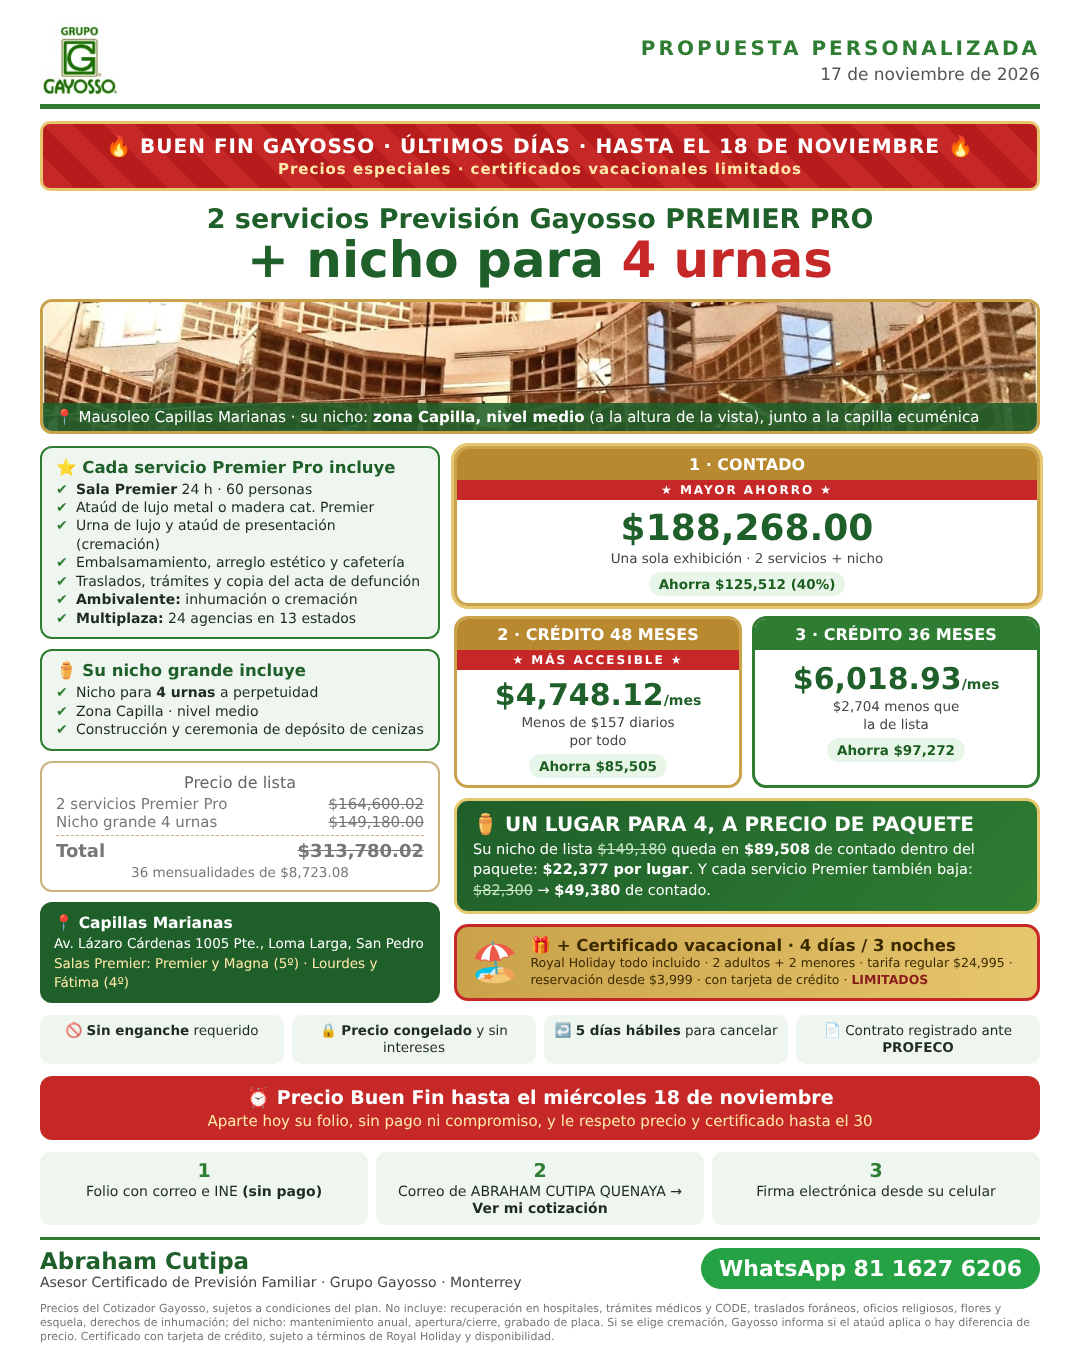 GRUPO
G
GAYOSSO.
PROPUESTA PERSONALIZADA
17 de noviembre de 2026
🔥 BUEN FIN GAYOSSO · ÚLTIMOS DÍAS · HASTA EL 18 DE NOVIEMBRE 🔥
Precios especiales · certificados vacacionales limitados
2 servicios Previsión Gayosso PREMIER PRO
+ nicho para 4 urnas
📍 Mausoleo Capillas Marianas · su nicho: zona Capilla, nivel medio (a la altura de la vista), junto a la capilla ecuménica
⭐ Cada servicio Premier Pro incluye
✔ Sala Premier 24 h · 60 personas
✔ Ataúd de lujo metal o madera cat. Premier
✔ Urna de lujo y ataúd de presentación
(cremación)
✔ Embalsamamiento, arreglo estético y cafetería
✔ Traslados, trámites y copia del acta de defunción
✔ Ambivalente: inhumación o cremación
✔ Multiplaza: 24 agencias en 13 estados
⚱️ Su nicho grande incluye
✔ Nicho para 4 urnas a perpetuidad
✔ Zona Capilla · nivel medio
✔ Construcción y ceremonia de depósito de cenizas
Precio de lista
2 servicios Premier Pro $164,600.02
Nicho grande 4 urnas $149,180.00
Total $313,780.02
36 mensualidades de $8,723.08
📍 Capillas Marianas
Av. Lázaro Cárdenas 1005 Pte., Loma Larga, San Pedro
Salas Premier: Premier y Magna (5º) · Lourdes y
Fátima (4º)
1 · CONTADO
★ MAYOR AHORRO ★
$188,268.00
Una sola exhibición · 2 servicios + nicho
Ahorra $125,512 (40%)
2 · CRÉDITO 48 MESES
★ MÁS ACCESIBLE ★
$4,748.12/mes
Menos de $157 diarios
por todo
Ahorra $85,505
3 · CRÉDITO 36 MESES
$6,018.93/mes
$2,704 menos que
la de lista
Ahorra $97,272
⚱️ UN LUGAR PARA 4, A PRECIO DE PAQUETE
Su nicho de lista $149,180 queda en $89,508 de contado dentro del
paquete: $22,377 por lugar. Y cada servicio Premier también baja:
$82,300 → $49,380 de contado.
🏖️ 🎁 + Certificado vacacional · 4 días / 3 noches
Royal Holiday todo incluido · 2 adultos + 2 menores · tarifa regular $24,995 ·
reservación desde $3,999 · con tarjeta de crédito · LIMITADOS
🚫 Sin enganche requerido
🔒 Precio congelado y sin
intereses
↩️ 5 días hábiles para cancelar
📄 Contrato registrado ante
PROFECO
⏰ Precio Buen Fin hasta el miércoles 18 de noviembre
Aparte hoy su folio, sin pago ni compromiso, y le respeto precio y certificado hasta el 30
1
Folio con correo e INE (sin pago)
2
Correo de ABRAHAM CUTIPA QUENAYA →
Ver mi cotización
3
Firma electrónica desde su celular
Abraham Cutipa
Asesor Certificado de Previsión Familiar · Grupo Gayosso · Monterrey
WhatsApp 81 1627 6206
Precios del Cotizador Gayosso, sujetos a condiciones del plan. No incluye: recuperación en hospitales, trámites médicos y CODE, traslados foráneos, oficios religiosos, flores y
esquela, derechos de inhumación; del nicho: mantenimiento anual, apertura/cierre, grabado de placa. Si se elige cremación, Gayosso informa si el ataúd aplica o hay diferencia de
precio. Certificado con tarjeta de crédito, sujeto a términos de Royal Holiday y disponibilidad.